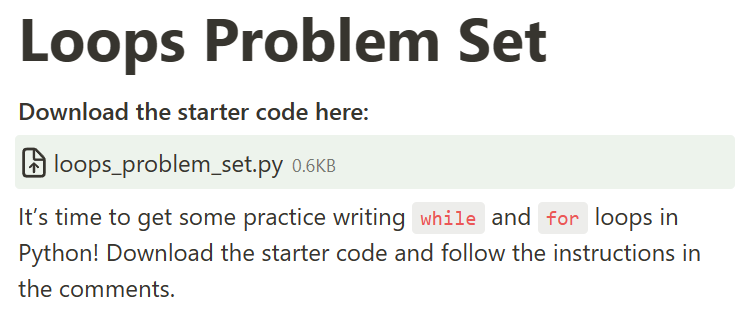 Loops Problem Set
Download the starter code here:
loops_problem_set.py 0.6KB
It’s time to get some practice writing while and for loops in
Python! Download the starter code and follow the instructions in
the comments.